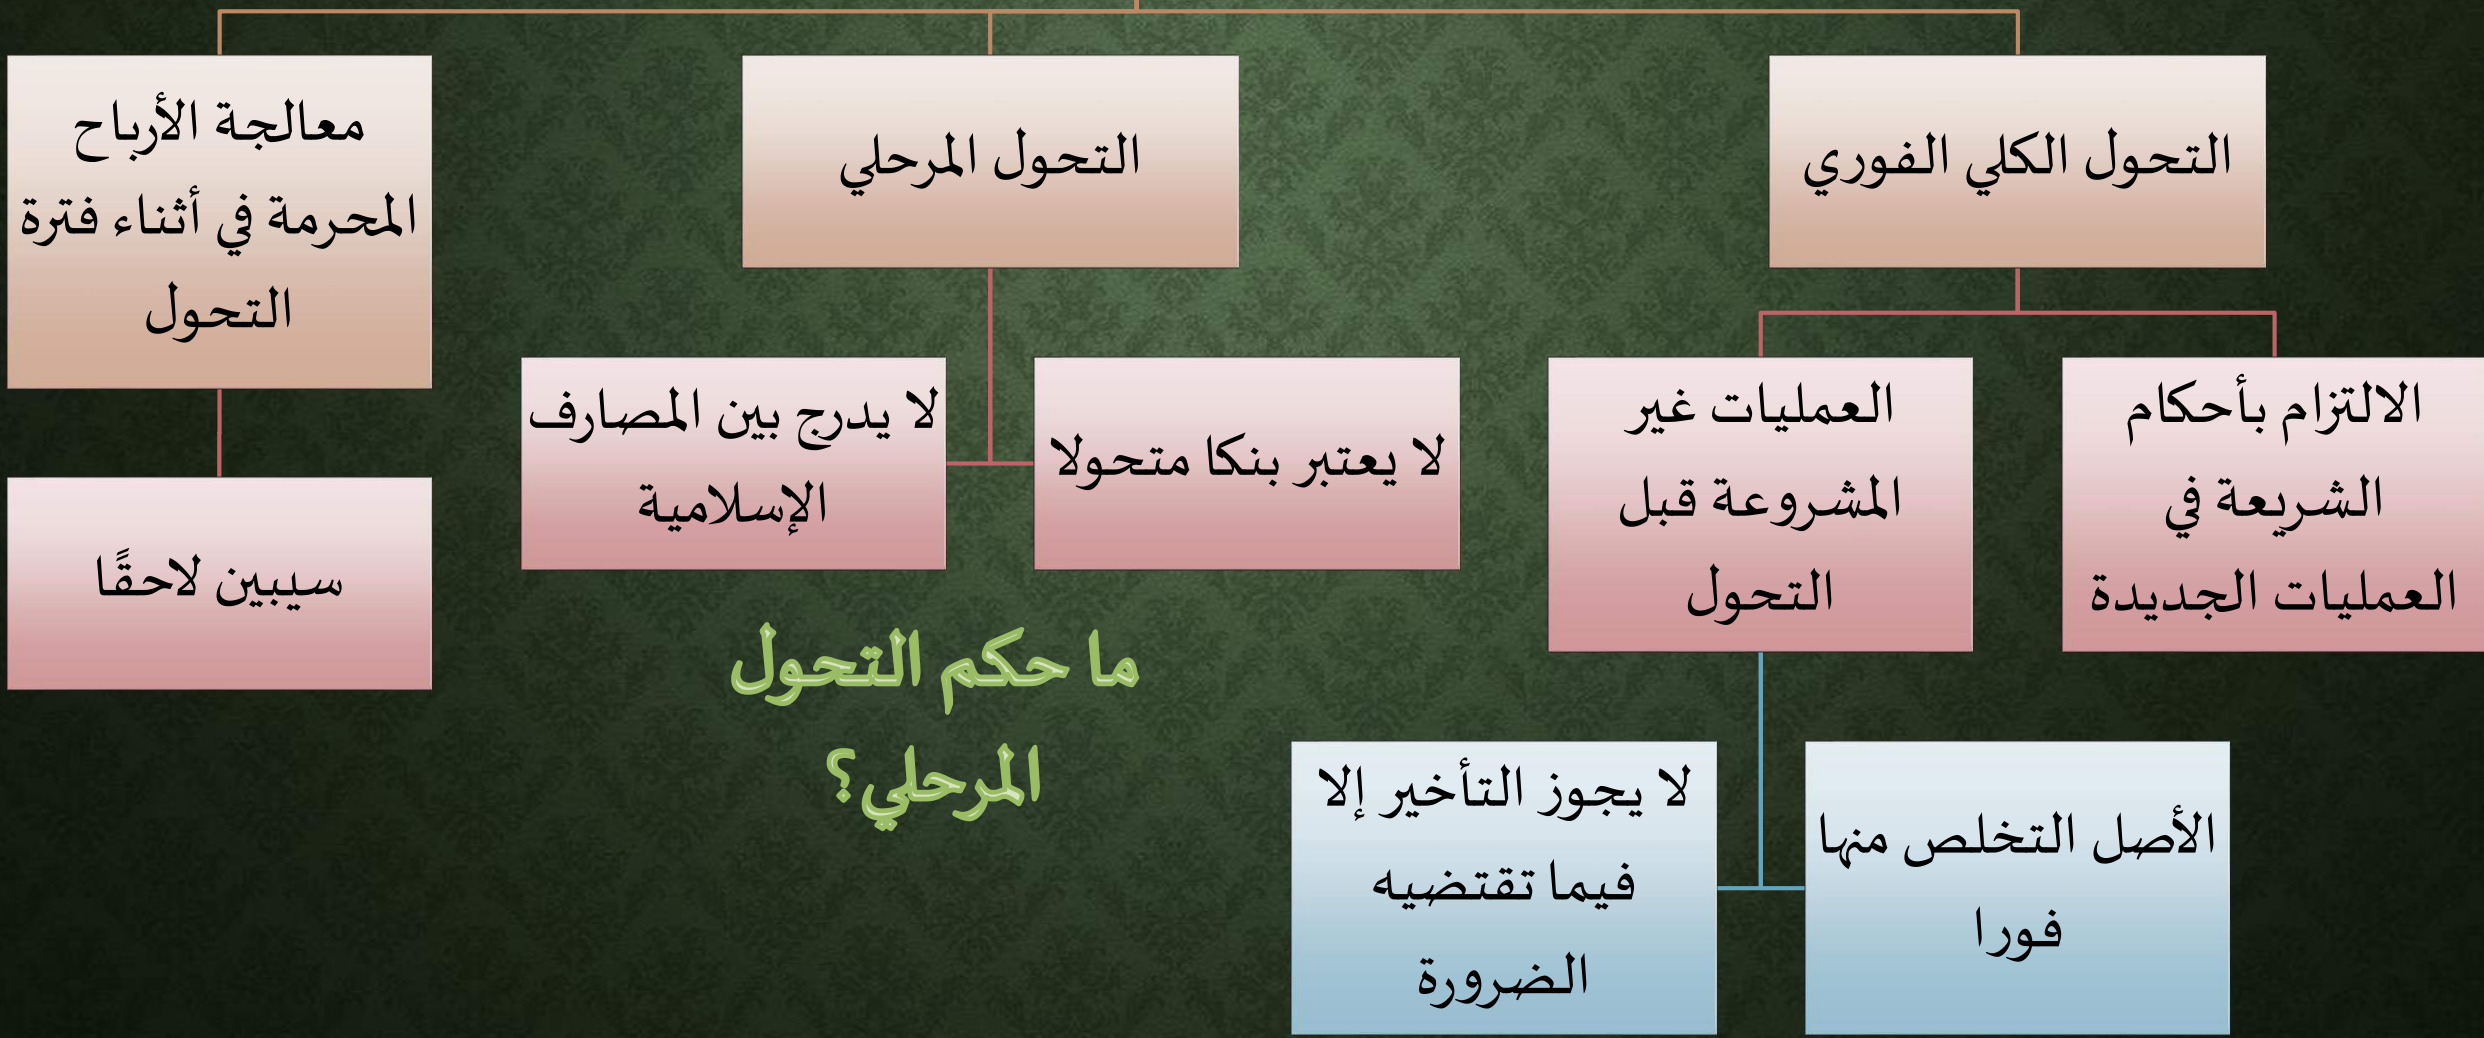 التحول الكلي الفوري
التحول المرحلي
معالجة الأرباح
المحرمة في أثناء فترة
التحول
الالتزام بأحكام
الشريعة في
العمليات الجديدة
العمليات غير
المشروعة قبل
التحول
لا يعتبر بنكا متحولا
لا يدرج بين المصارف
الإسلامية
سيبين لاحقًا
ما حكم التحول
المرحلي؟
الأصل التخلص منها
فورا
لا يجوز التأخير إلا
فيما تقتضيه
الضرورة